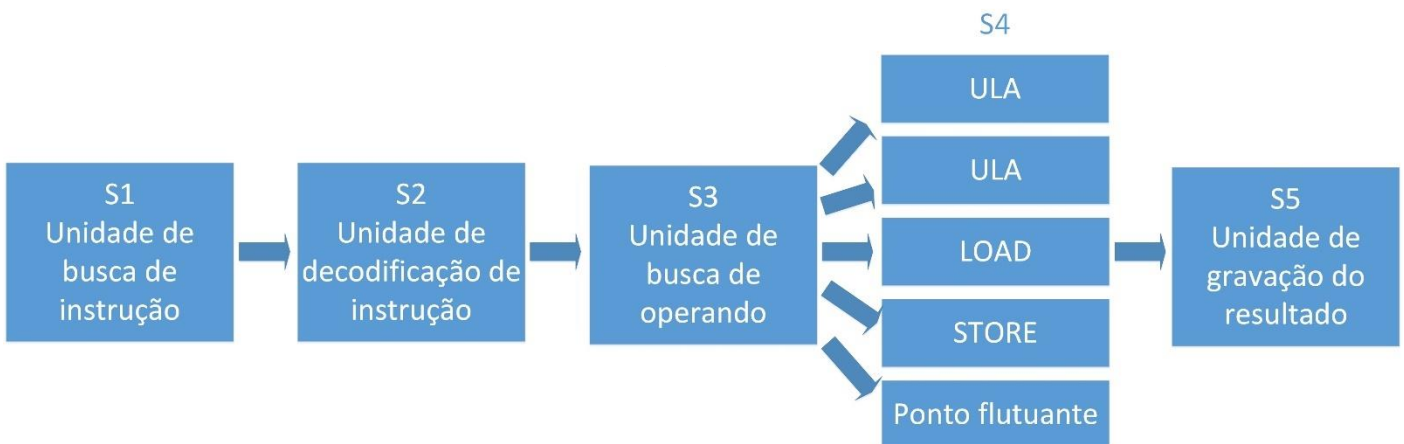 S1
Unidade de
busca de
instrução
S2
Unidade de
decodificação de
instrução
S3
Unidade de
busca de
operando
S4
ULA
ULA
LOAD
STORE
Ponto flutuante
S5
Unidade de
gravação do
resultado